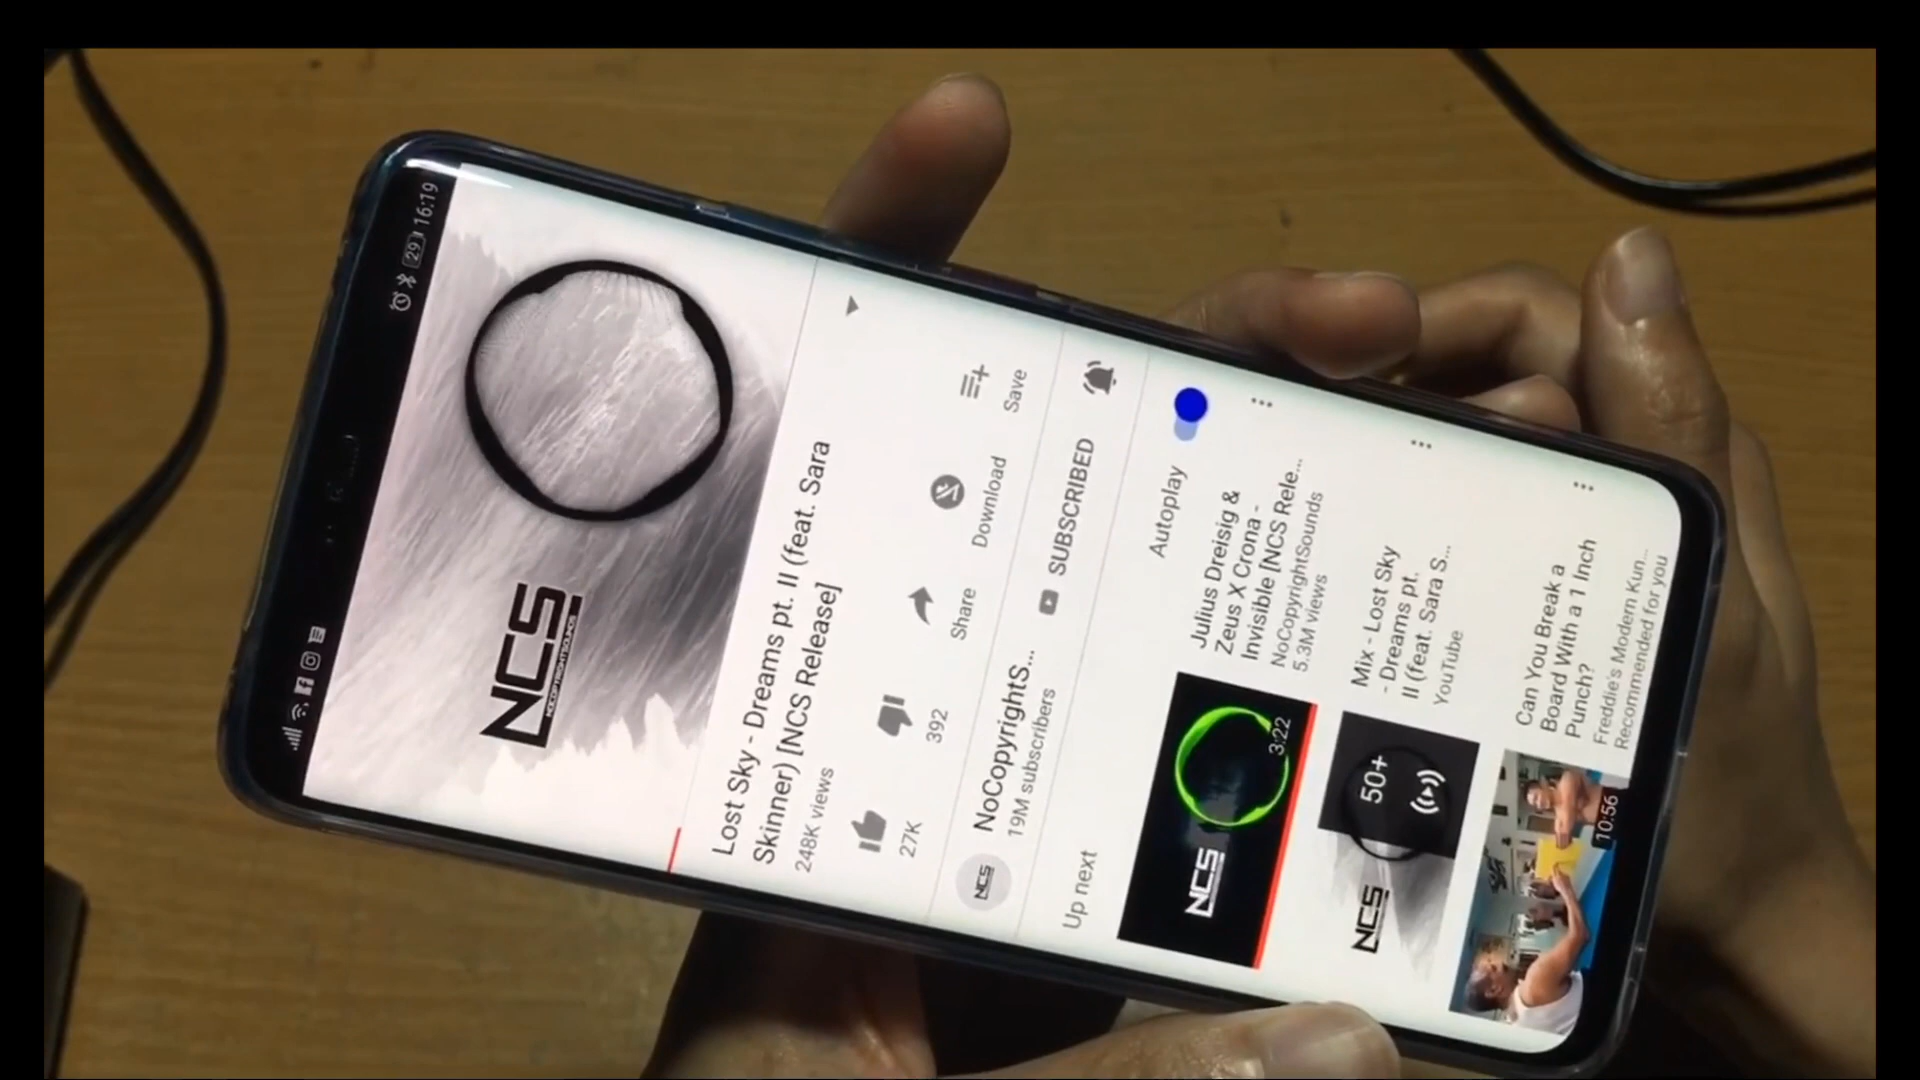 29 16:19
NCS
NOCOPYRIGHTSOUNDS
Lost Sky - Dreams pt. II (feat. Sara
Skinner) [NCS Release]
248K views
27K
392
Share
Download
Save
NCS
NoCopyrightS...
19M subscribers
SUBSCRIBED
Up next
Autoplay
NCS
3:22
Julius Dreisig &
Zeus X Crona -
Invisible [NCS Rele...
NoCopyrightSounds
5.3M views
NCS
50+
Mix - Lost Sky
- Dreams pt.
II (feat. Sara S...
YouTube
10:56
Can You Break a
Board With a 1 Inch
Punch?
Freddie's Modern Kun...
Recommended for you